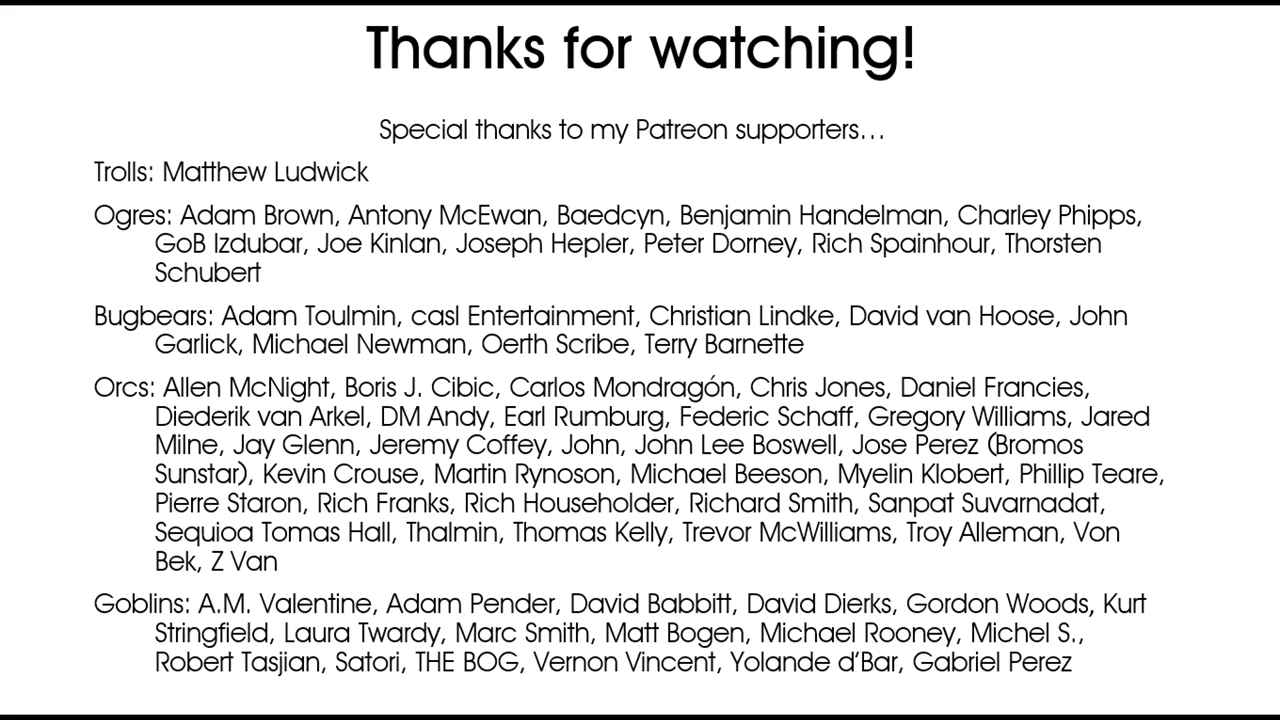 Thanks for watching!
Special thanks to my Patreon supporters…
Trolls: Matthew Ludwick
Ogres: Adam Brown, Antony McEwan, Baedcyn, Benjamin Handelman, Charley Phipps,
GoB Izdubar, Joe Kinlan, Joseph Hepler, Peter Dorney, Rich Spainhour, Thorsten
Schubert
Bugbears: Adam Toulmin, casl Entertainment, Christian Lindke, David van Hoose, John
Garlick, Michael Newman, Oerth Scribe, Terry Barnette
Orcs: Allen McNight, Boris J. Cibic, Carlos Mondragón, Chris Jones, Daniel Francies,
Diederik van Arkel, DM Andy, Earl Rumburg, Federic Schaff, Gregory Williams, Jared
Milne, Jay Glenn, Jeremy Coffey, John, John Lee Boswell, Jose Perez (Bromos
Sunstar), Kevin Crouse, Martin Rynoson, Michael Beeson, Myelin Klobert, Phillip Teare,
Pierre Staron, Rich Franks, Rich Householder, Richard Smith, Sanpat Suvarnadat,
Sequioa Tomas Hall, Thalmin, Thomas Kelly, Trevor McWilliams, Troy Alleman, Von
Bek, Z Van
Goblins: A.M. Valentine, Adam Pender, David Babbitt, David Dierks, Gordon Woods, Kurt
Stringfield, Laura Twardy, Marc Smith, Matt Bogen, Michael Rooney, Michel S.,
Robert Tasjian, Satori, THE BOG, Vernon Vincent, Yolande d’Bar, Gabriel Perez